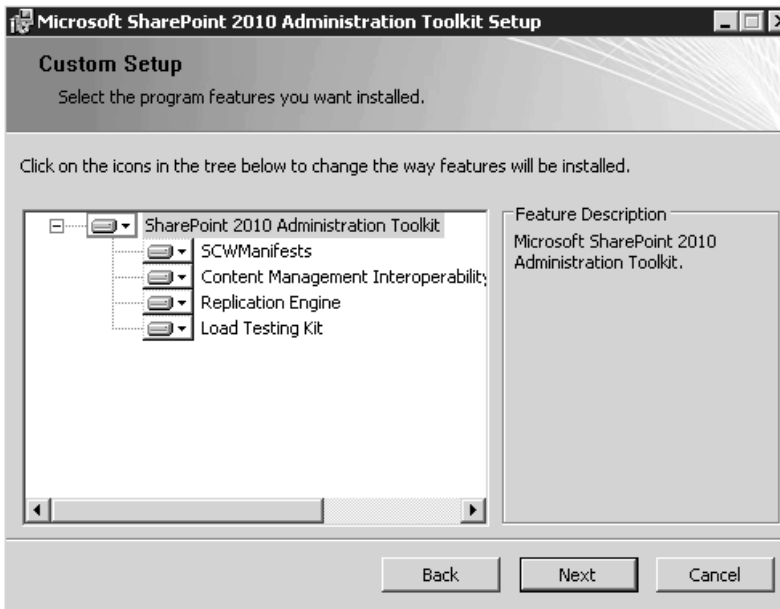 Microsoft SharePoint 2010 Administration Toolkit Setup
Custom Setup
Select the program features you want installed.
Click on the icons in the tree below to change the way features will be installed.
SharePoint 2010 Administration Toolkit
SCWManifests
Content Management Interoperability
Replication Engine
Load Testing Kit
Feature Description
Microsoft SharePoint 2010
Administration Toolkit.
Back
Next
Cancel